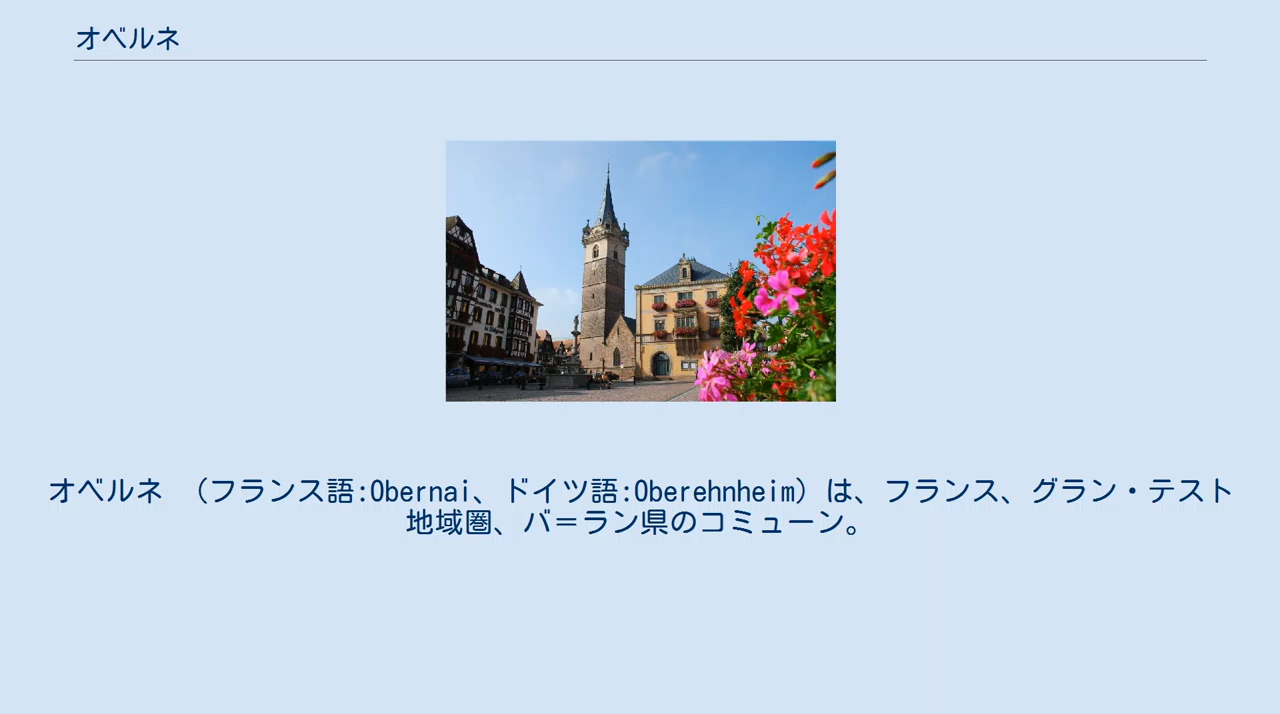 オベルネ
オベルネ （フランス語:Obernai、ドイツ語:Oberehnheim）は、フランス、グラン・テスト
地域圏、バ＝ラン県のコミューン。